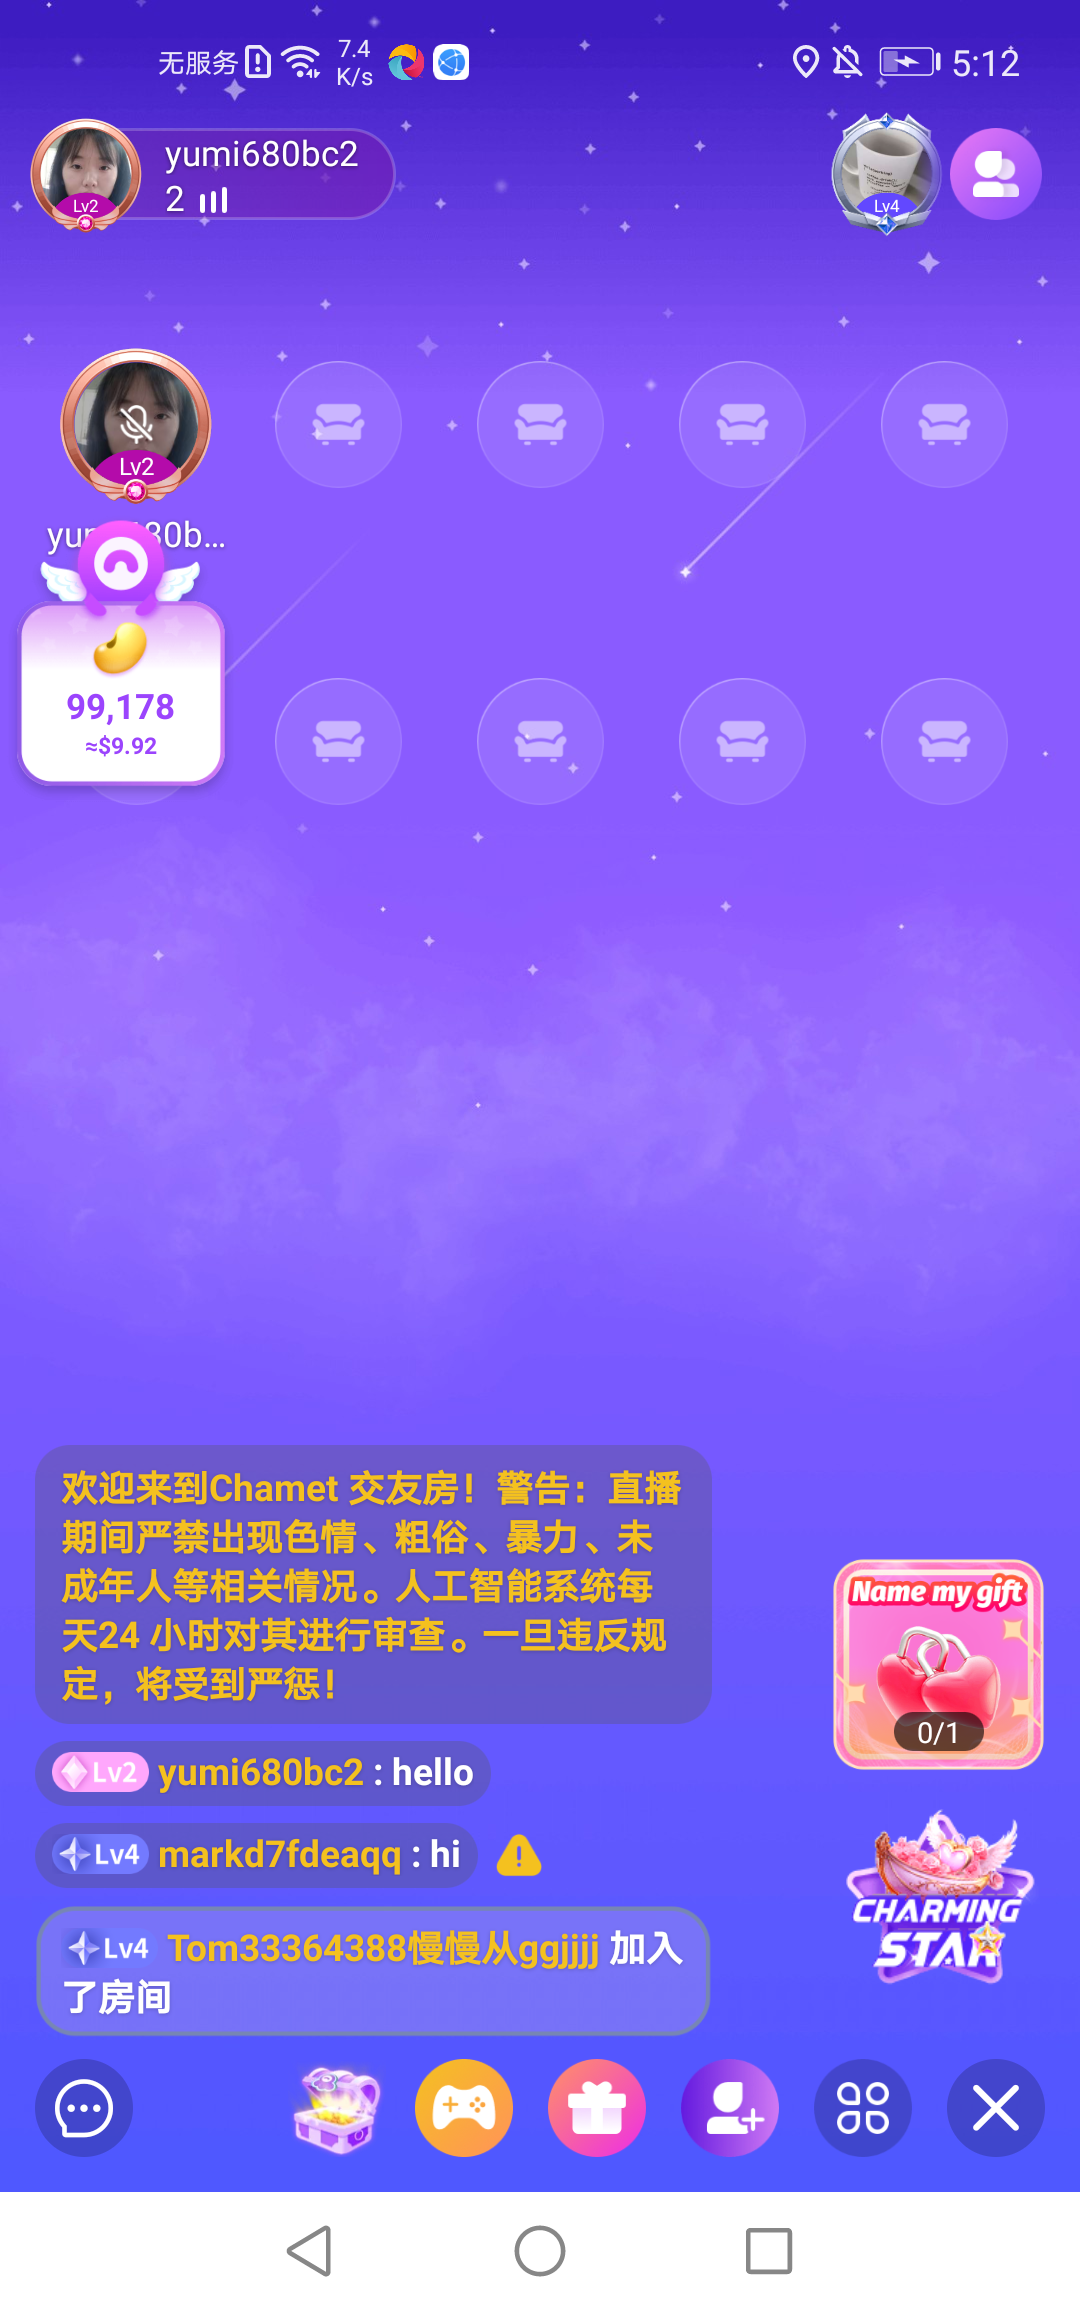 无服务
7.4
K/s
5:12
yumi680bc2
2
Lv2
Lv4
Lv2
99,178
≈$9.92
欢迎来到Chamet 交友房！警告：直播
期间严禁出现色情、粗俗、暴力、未
成年人等相关情况。人工智能系统每
天24 小时对其进行审查。一旦违反规
定，将受到严惩！
Name my gift
0/1
Lv2 yumi680bc2 : hello
Lv4 markd7fdeaqq : hi
CHARMING
STAR
Lv4 Tom33364388慢慢从ggjjjj 加入
了房间